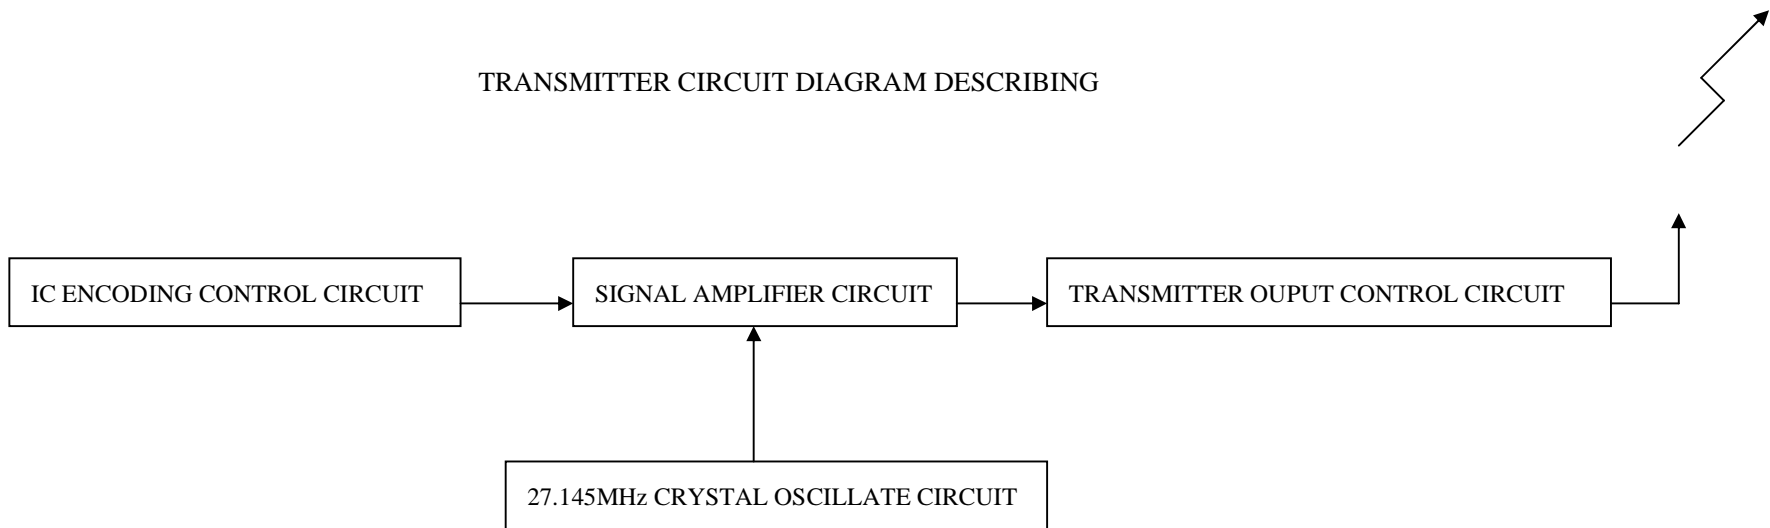 TRANSMITTER CIRCUIT DIAGRAM DESCRIBING
IC ENCODING CONTROL CIRCUIT
SIGNAL AMPLIFIER CIRCUIT
TRANSMITTER OUPUT CONTROL CIRCUIT
27.145MHz CRYSTAL OSCILLATE CIRCUIT